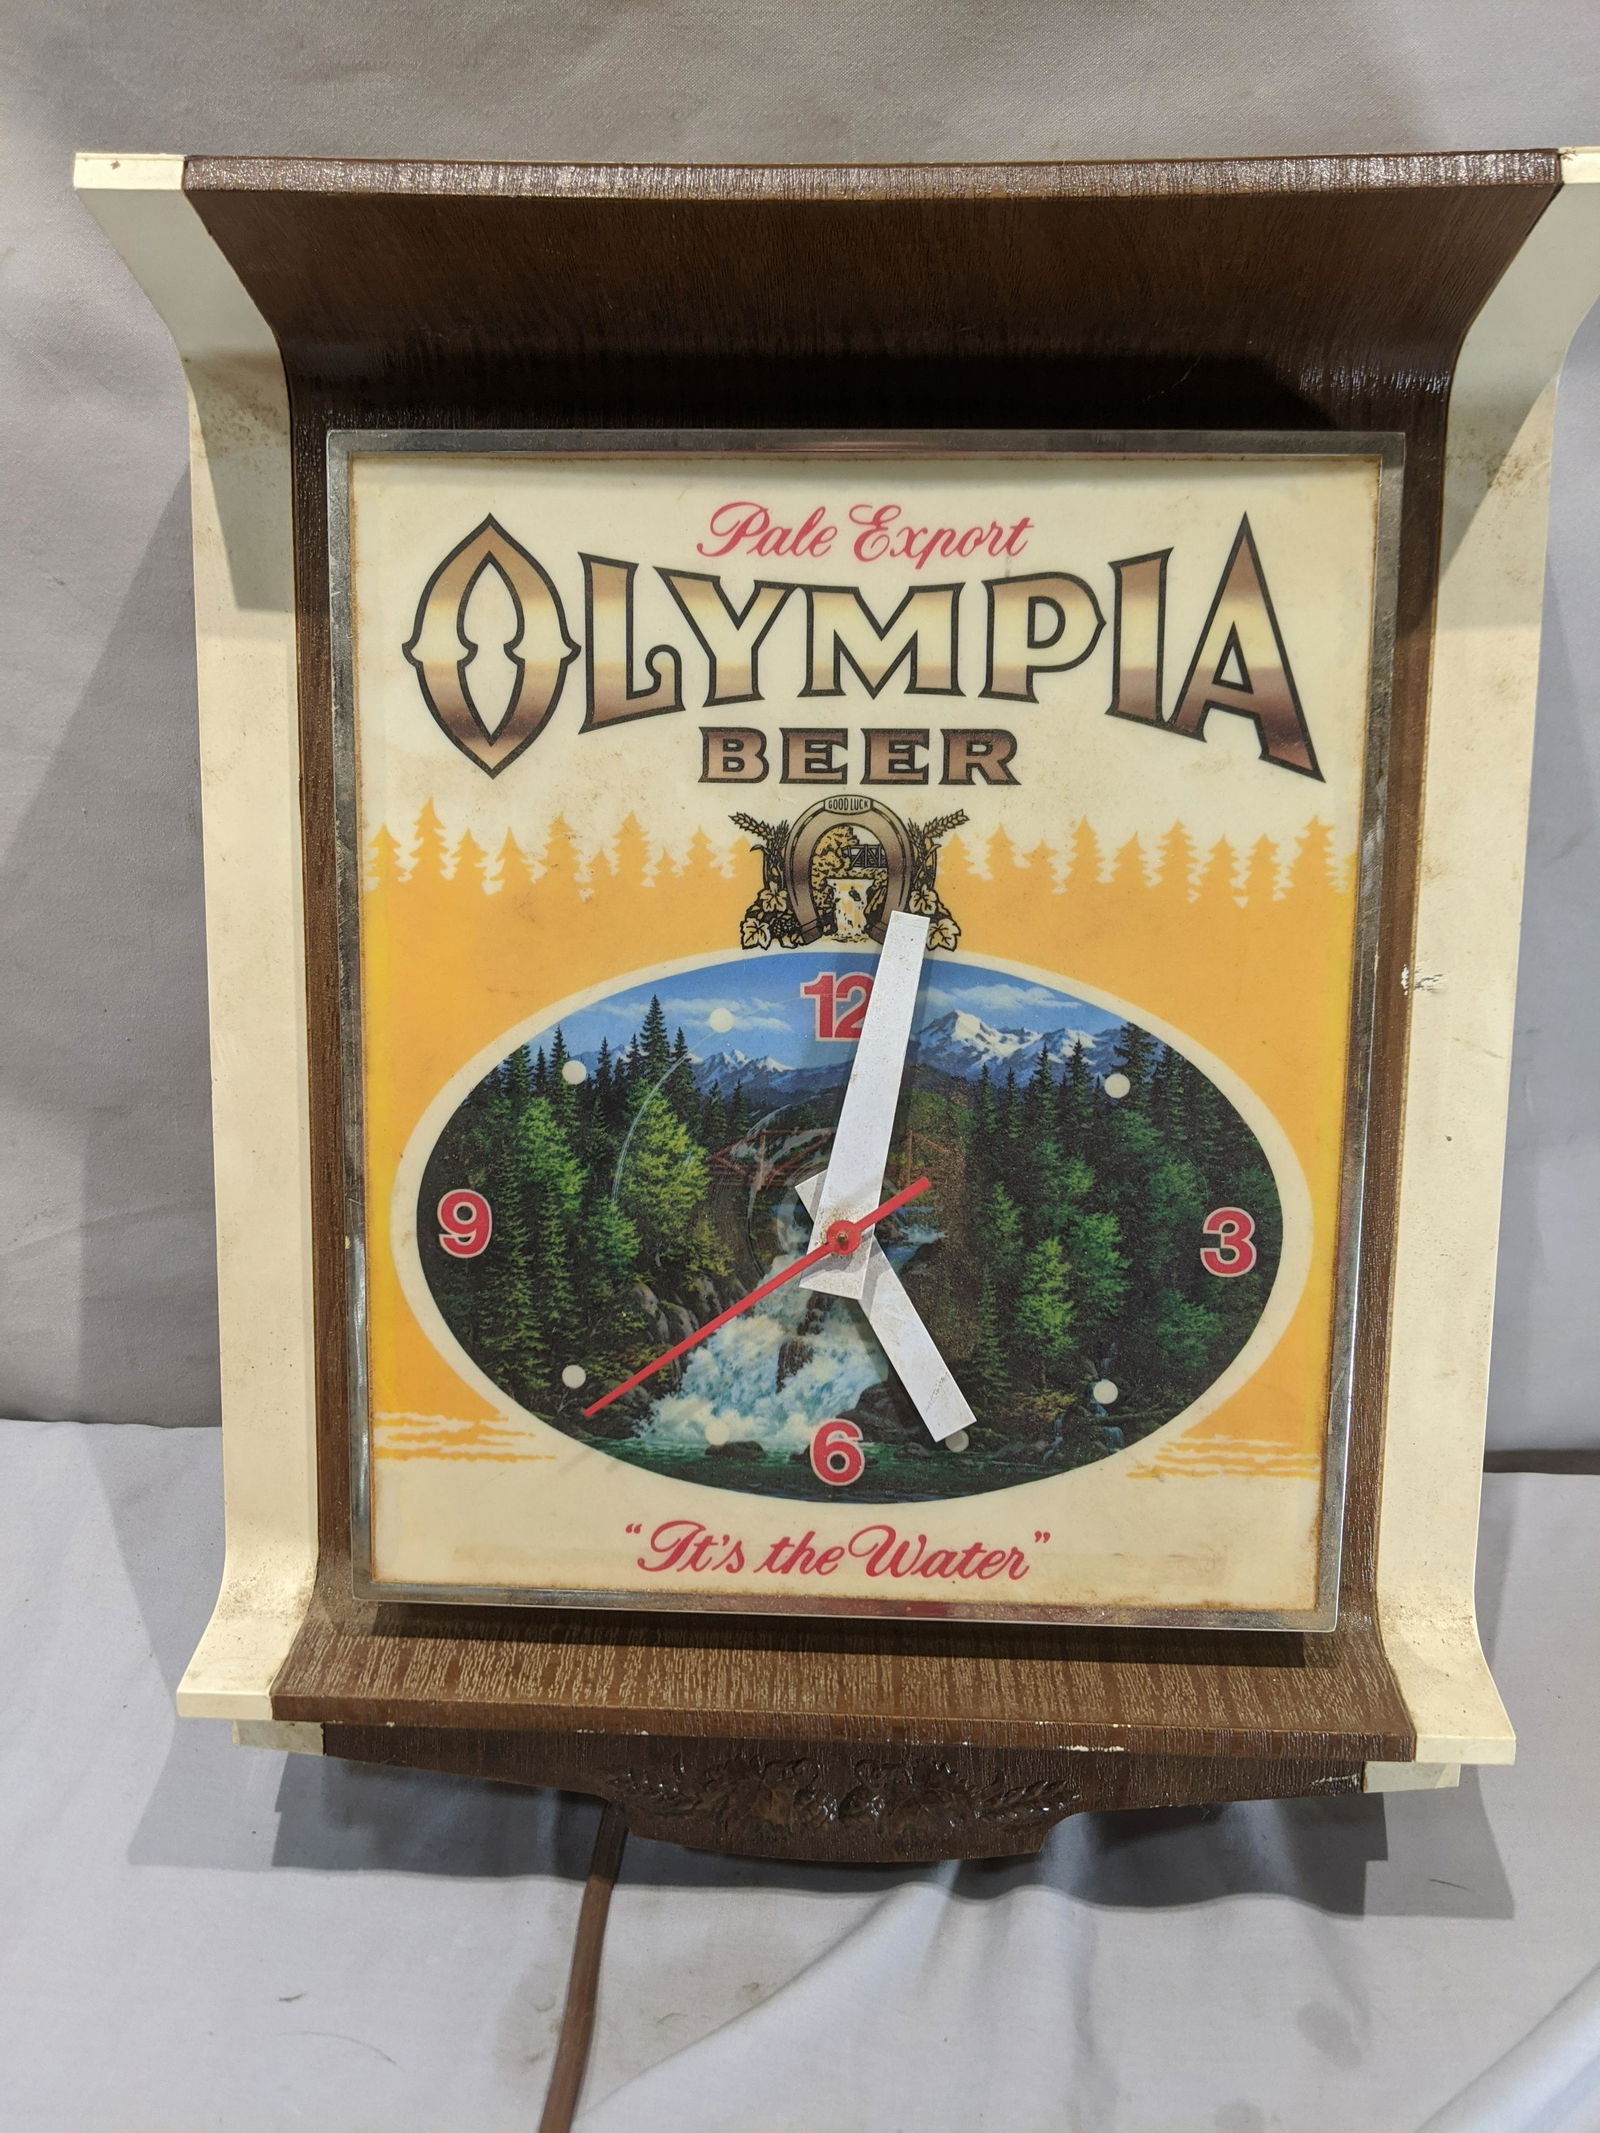 Pale Export
OLYMPIA
BEER
GOOD LUCK
12
9
3
6
"It's the Water"